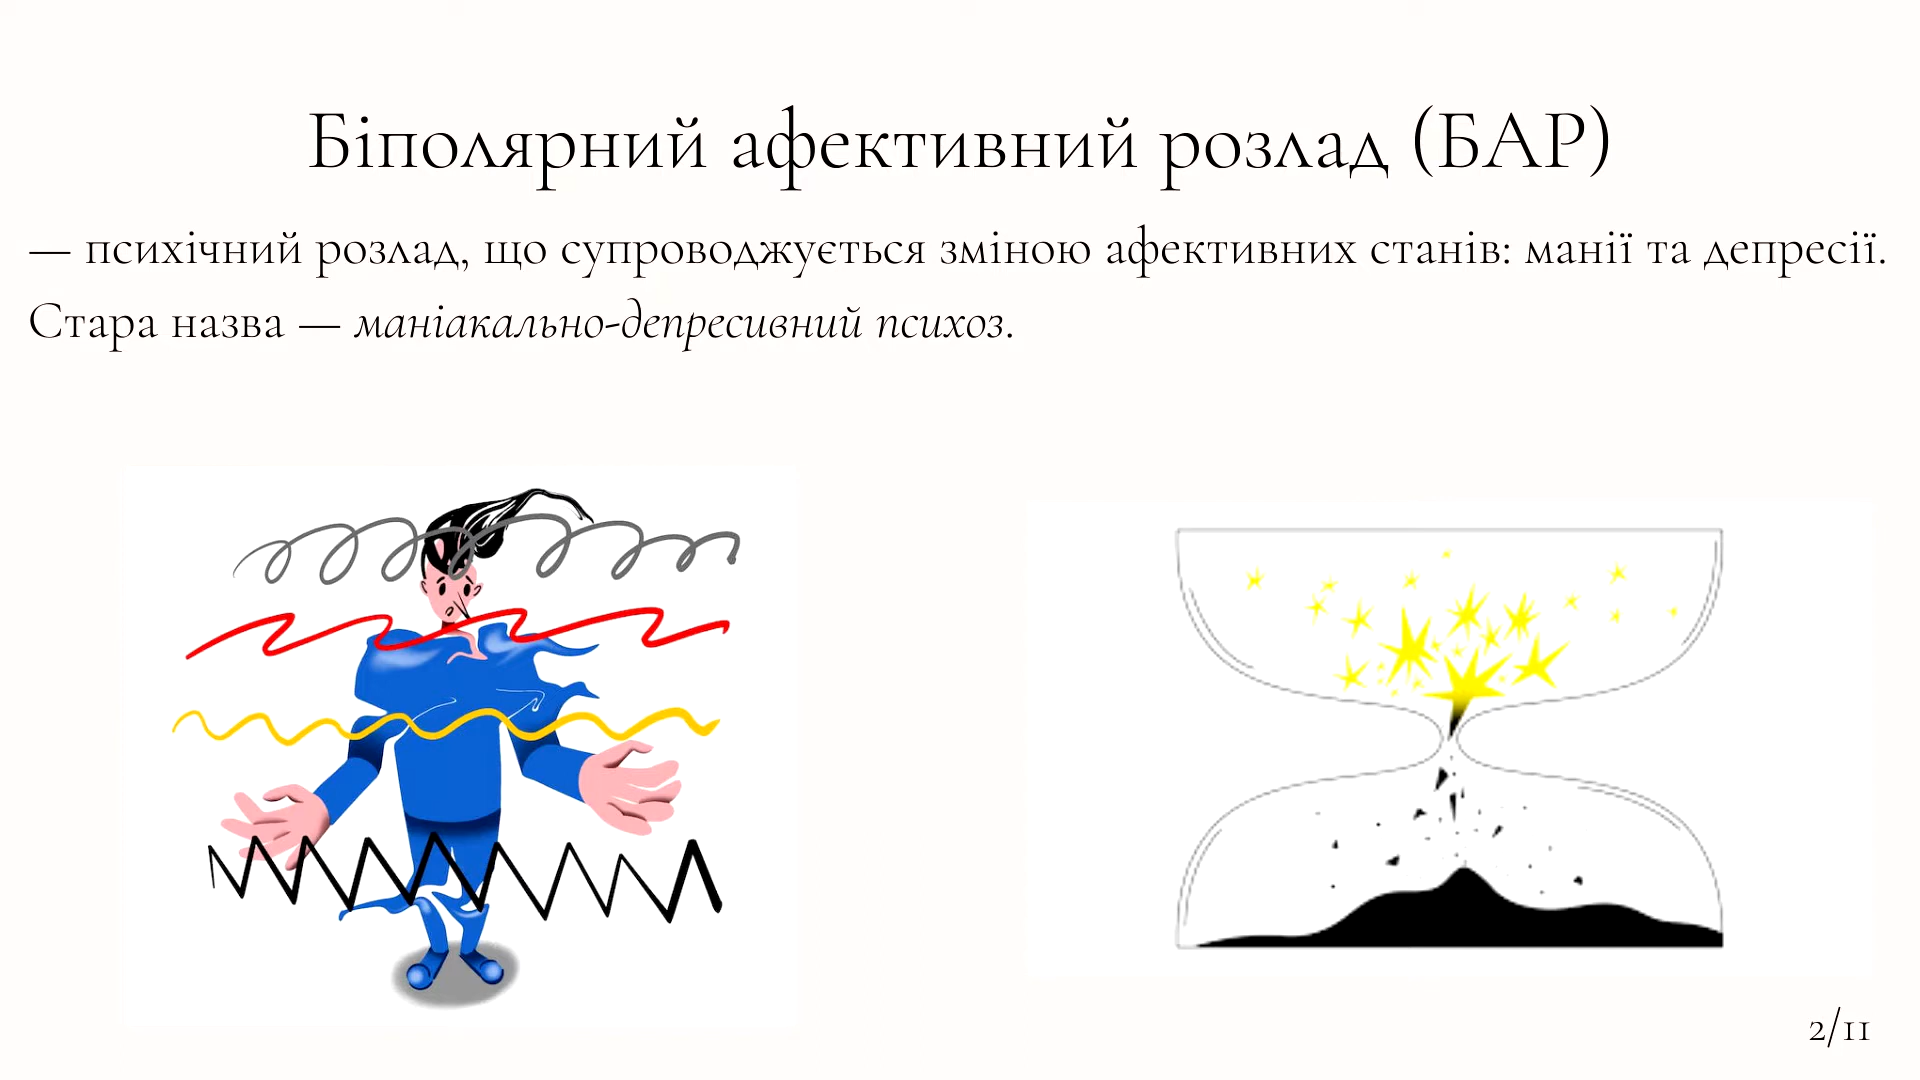 Біполярний афективний розлад (БАР)
— психічний розлад, що супроводжується зміною афективних станів: манії та депресії.
Стара назва — маніакально-депресивний психоз.
2/11